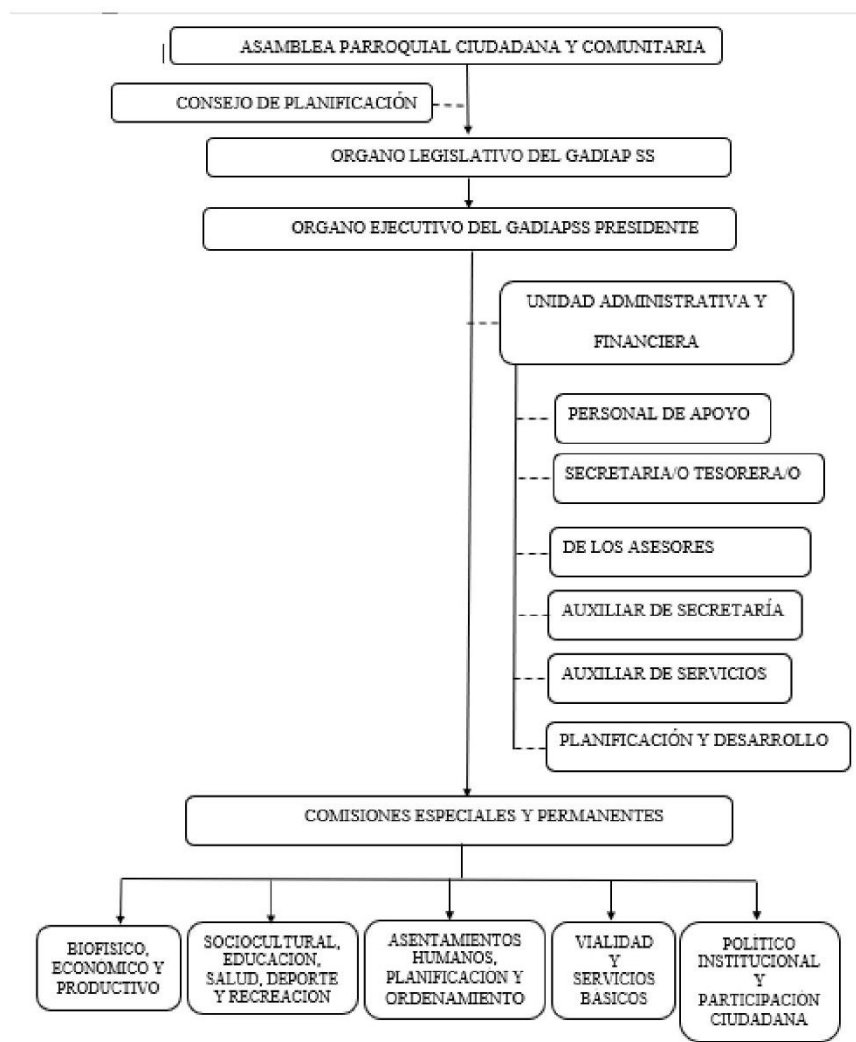 ASAMBLEA PARROQUIAL CIUDADANA Y COMUNITARIA
CONSEJO DE PLANIFICACIÓN
ORGANO LEGISLATIVO DEL GADIAP SS
ORGANO EJECUTIVO DEL GADIAPSS PRESIDENTE
UNIDAD ADMINISTRATIVA Y
FINANCIERA
PERSONAL DE APOYO
SECRETARIA/O TESORERA/O
DE LOS ASESORES
AUXILIAR DE SECRETARÍA
AUXILIAR DE SERVICIOS
PLANIFICACIÓN Y DESARROLLO
COMISIONES ESPECIALES Y PERMANENTES
BIOFISICO,
ECONOMICO Y
PRODUCTIVO
SOCIOCULTURAL,
EDUCACION,
SALUD, DEPORTE
Y RECREACION
ASENTAMIENTOS
HUMANOS,
PLANIFICACIÓN Y
ORDENAMIENTO
VIALIDAD
Y
SERVICIOS
BASICOS
POLÍTICO
INSTITUCIONAL
Y
PARTICIPACIÓN
CIUDADANA